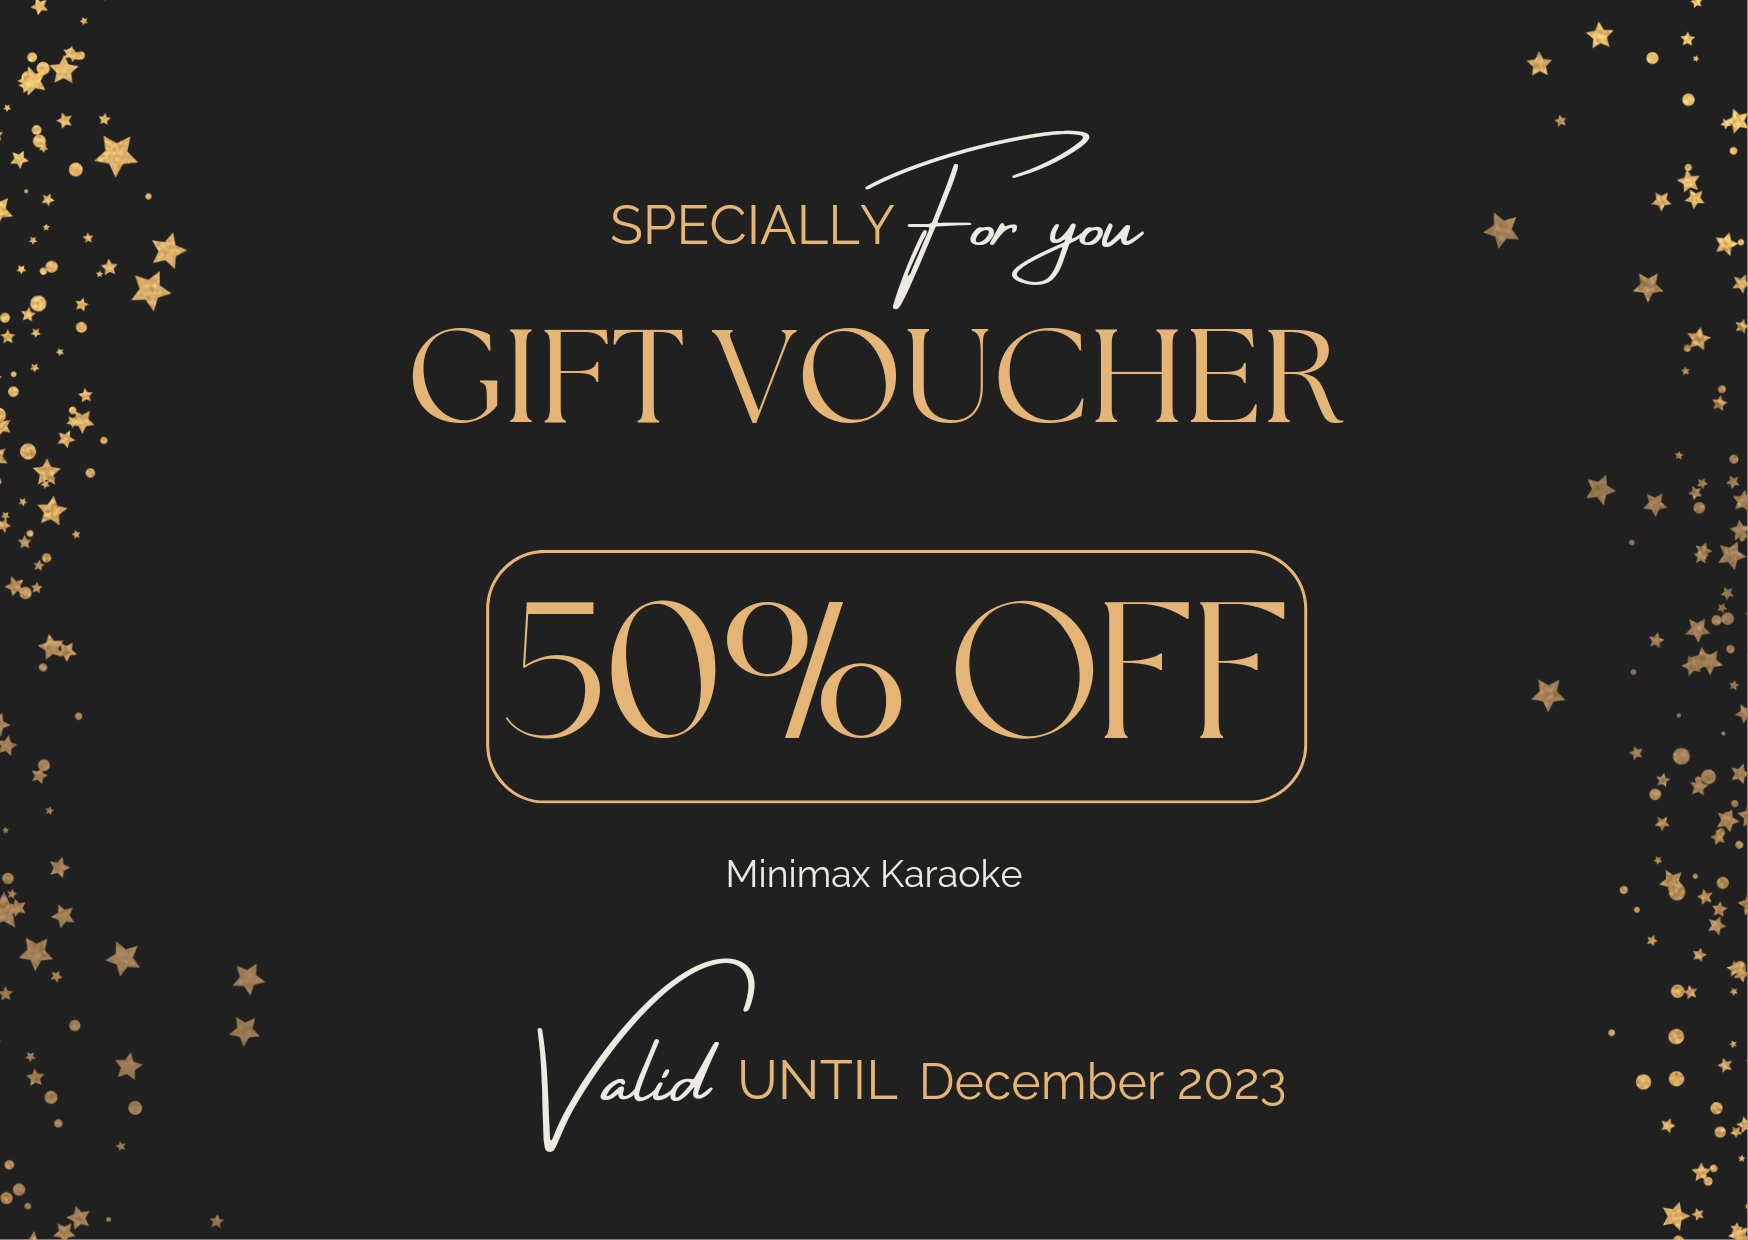 SPECIALLY For you
GIFT VOUCHER
50% OFF
Minimax Karaoke
Valid UNTIL December 2023